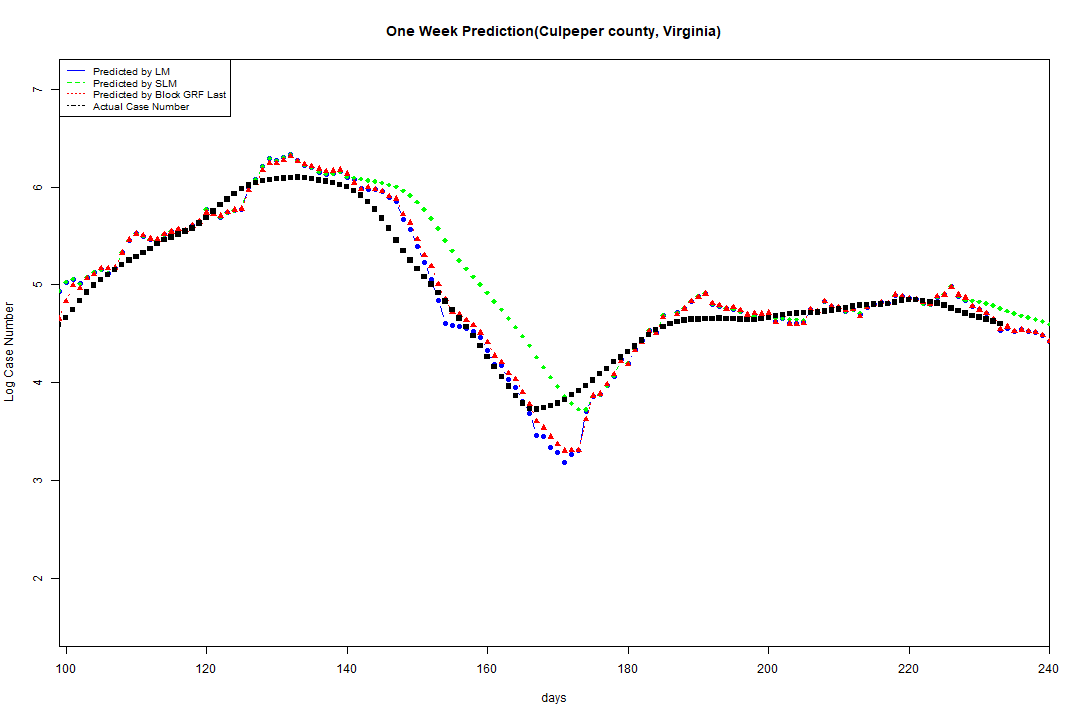 One Week Prediction(Culpeper county, Virginia)
Predicted by LM
Predicted by SLM
Predicted by Block GRF Last
Actual Case Number
7
6
5
4
3
2
Log Case Number
100 120 140 160 180 200 220 240
days